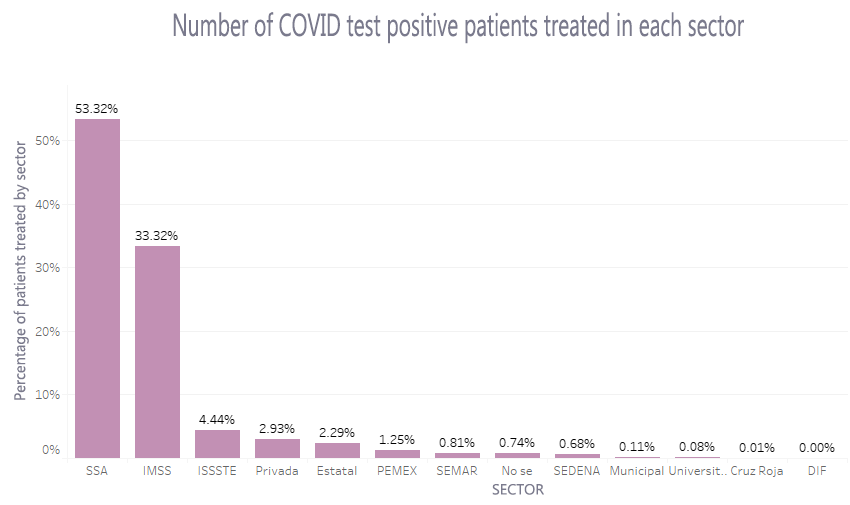 Number of COVID test positive patients treated in each sector
Percentage of patients treated by sector
50%
40%
30%
20%
10%
0%
53.32%
33.32%
4.44%
2.93%
2.29%
1.25%
0.81%
0.74%
0.68%
0.11%
0.08%
0.01%
0.00%
SSA
IMSS
ISSSTE
Privada
Estatal
PEMEX
SEMAR
No se
SEDENA
Municipal
Universit..
Cruz Roja
DIF
SECTOR